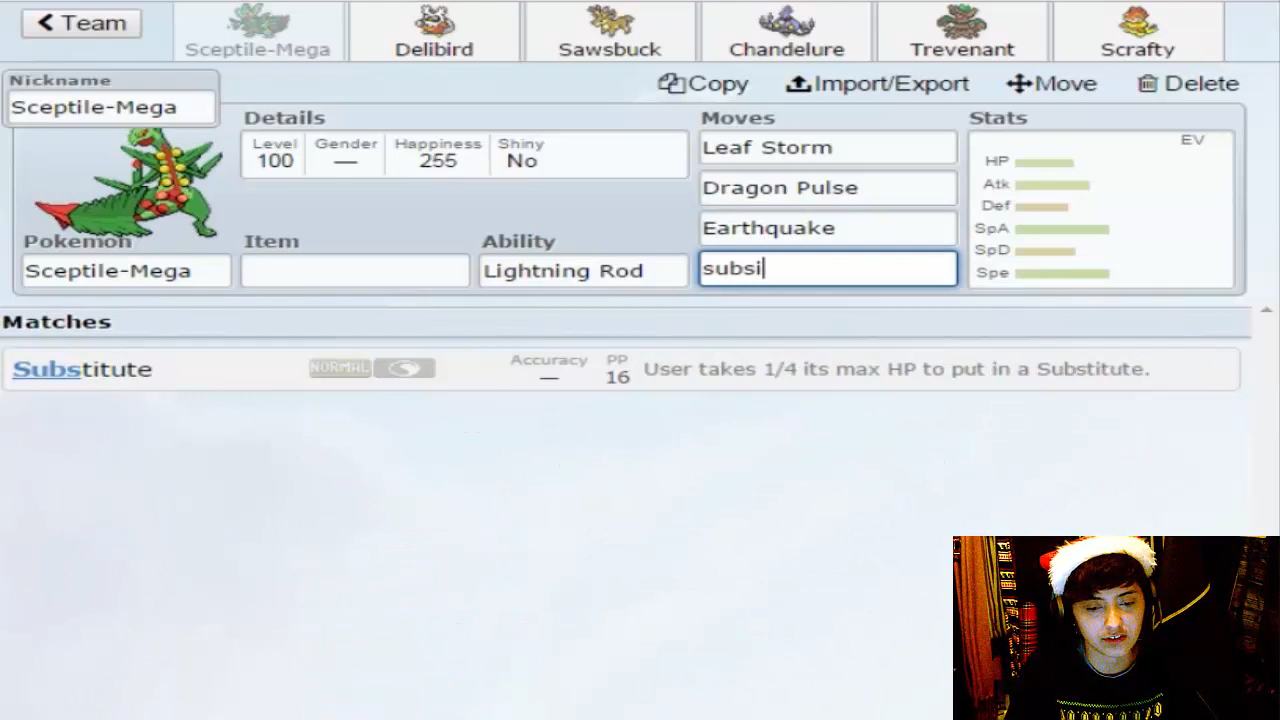 Team
Sceptile-Mega
Delibird
Sawsbuck
Chandelure
Trevenant
Scrafty
Nickname
Sceptile-Mega
Copy
Import/Export
Move
Delete
Details
Level
100
Gender
—
Happiness
255
Shiny
No
Moves
Leaf Storm
Dragon Pulse
Earthquake
subsi
Stats
EV
HP
Atk
Def
SpA
SpD
Spe
Pokemon
Sceptile-Mega
Item
Ability
Lightning Rod
Matches
Substitute
NORMAL
Accuracy
—
PP
16
User takes 1/4 its max HP to put in a Substitute.